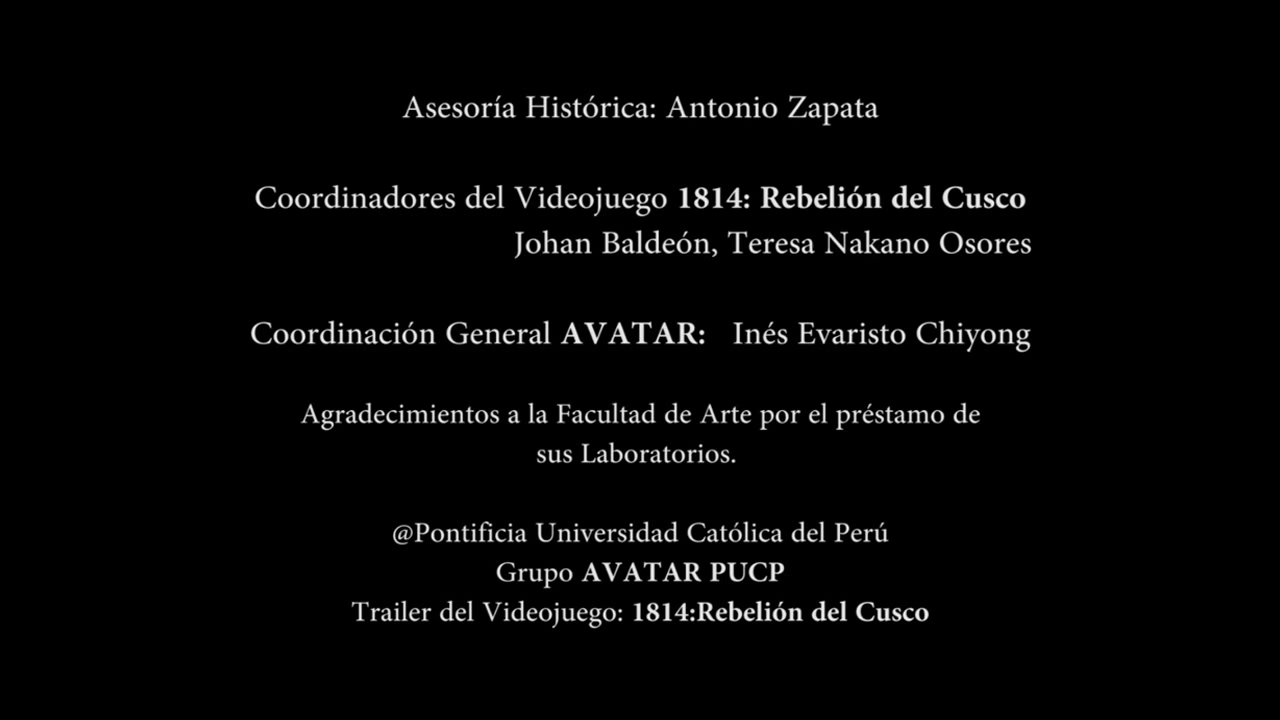 Asesoría Histórica: Antonio Zapata
Coordinadores del Videojuego 1814: Rebelión del Cusco
Johan Baldeón, Teresa Nakano Osores
Coordinación General AVATAR: Inés Evaristo Chiyong
Agradecimientos a la Facultad de Arte por el préstamo de
sus Laboratorios.
@Pontificia Universidad Católica del Perú
Grupo AVATAR PUCP
Trailer del Videojuego: 1814:Rebelión del Cusco